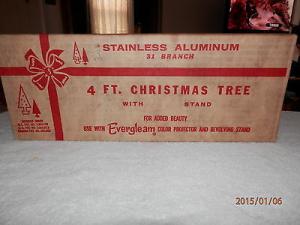 STAINLESS ALUMINUM
31 BRANCH
4 FT. CHRISTMAS TREE
WITH STAND
FOR ADDED BEAUTY
USE WITH Evergleam COLOR PROJECTOR AND REVOLVING STAND
2015/01/06